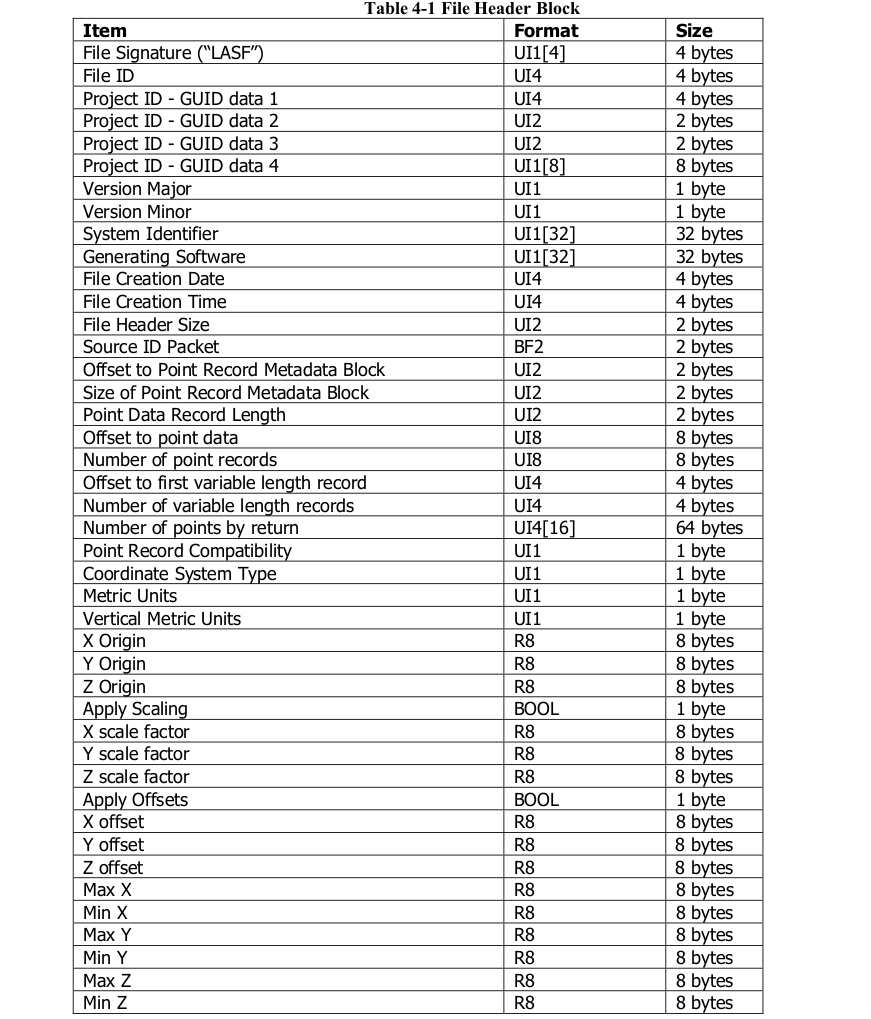 Table 4-1 File Header Block
Item Format Size
File Signature (“LASF”) UI1[4] 4 bytes
File ID UI4 4 bytes
Project ID - GUID data 1 UI4 4 bytes
Project ID - GUID data 2 UI2 2 bytes
Project ID - GUID data 3 UI2 2 bytes
Project ID - GUID data 4 UI1[8] 8 bytes
Version Major UI1 1 byte
Version Minor UI1 1 byte
System Identifier UI1[32] 32 bytes
Generating Software UI1[32] 32 bytes
File Creation Date UI4 4 bytes
File Creation Time UI4 4 bytes
File Header Size UI2 2 bytes
Source ID Packet BF2 2 bytes
Offset to Point Record Metadata Block UI2 2 bytes
Size of Point Record Metadata Block UI2 2 bytes
Point Data Record Length UI2 2 bytes
Offset to point data UI8 8 bytes
Number of point records UI8 8 bytes
Offset to first variable length record UI4 4 bytes
Number of variable length records UI4 4 bytes
Number of points by return UI4[16] 64 bytes
Point Record Compatibility UI1 1 byte
Coordinate System Type UI1 1 byte
Metric Units UI1 1 byte
Vertical Metric Units UI1 1 byte
X Origin R8 8 bytes
Y Origin R8 8 bytes
Z Origin R8 8 bytes
Apply Scaling BOOL 1 byte
X scale factor R8 8 bytes
Y scale factor R8 8 bytes
Z scale factor R8 8 bytes
Apply Offsets BOOL 1 byte
X offset R8 8 bytes
Y offset R8 8 bytes
Z offset R8 8 bytes
Max X R8 8 bytes
Min X R8 8 bytes
Max Y R8 8 bytes
Min Y R8 8 bytes
Max Z R8 8 bytes
Min Z R8 8 bytes